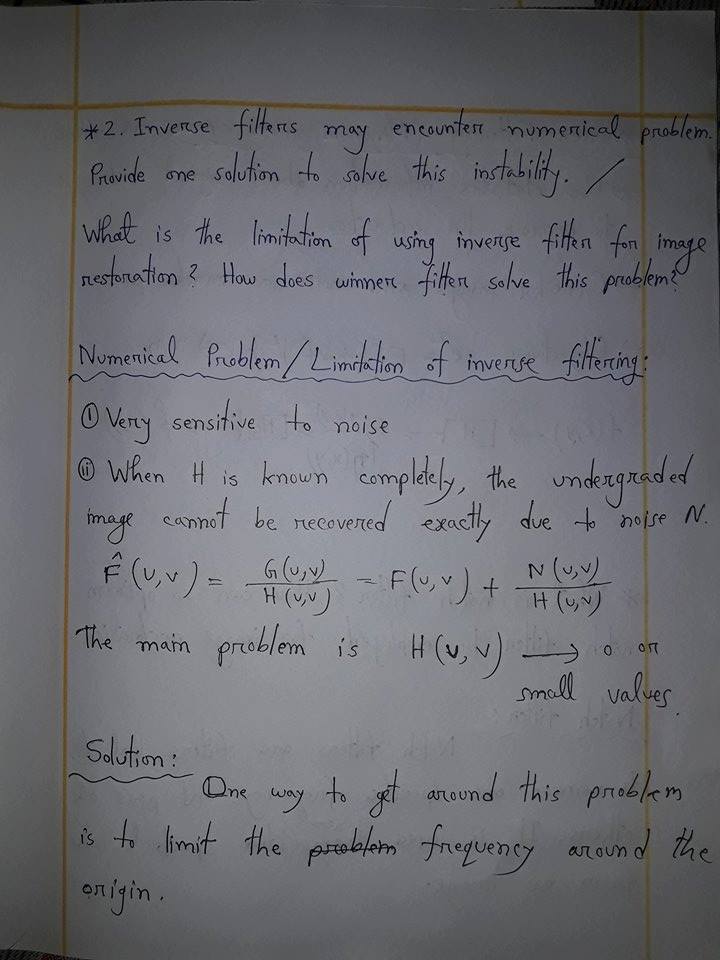 *2. Inverse filters may encounter numerical problem.
Provide one solution to solve this instability. /
What is the limitation of using inverse filter for image
restoration? How does winner filter solve this problem?
Numerical Problem/Limitation of inverse filtering:
① Very sensitive to noise
ⅱ When H is known completely, the undergraded
image cannot be recovered exactly due to noise N.
F̂(u,v) = G(u,v)/H(u,v) = F(u,v) + N(u,v)/H(u,v)
The main problem is H(u,v) → 0 or
small values.
Solution:
One way to get around this problem
is to limit the problem frequency around the
origin.